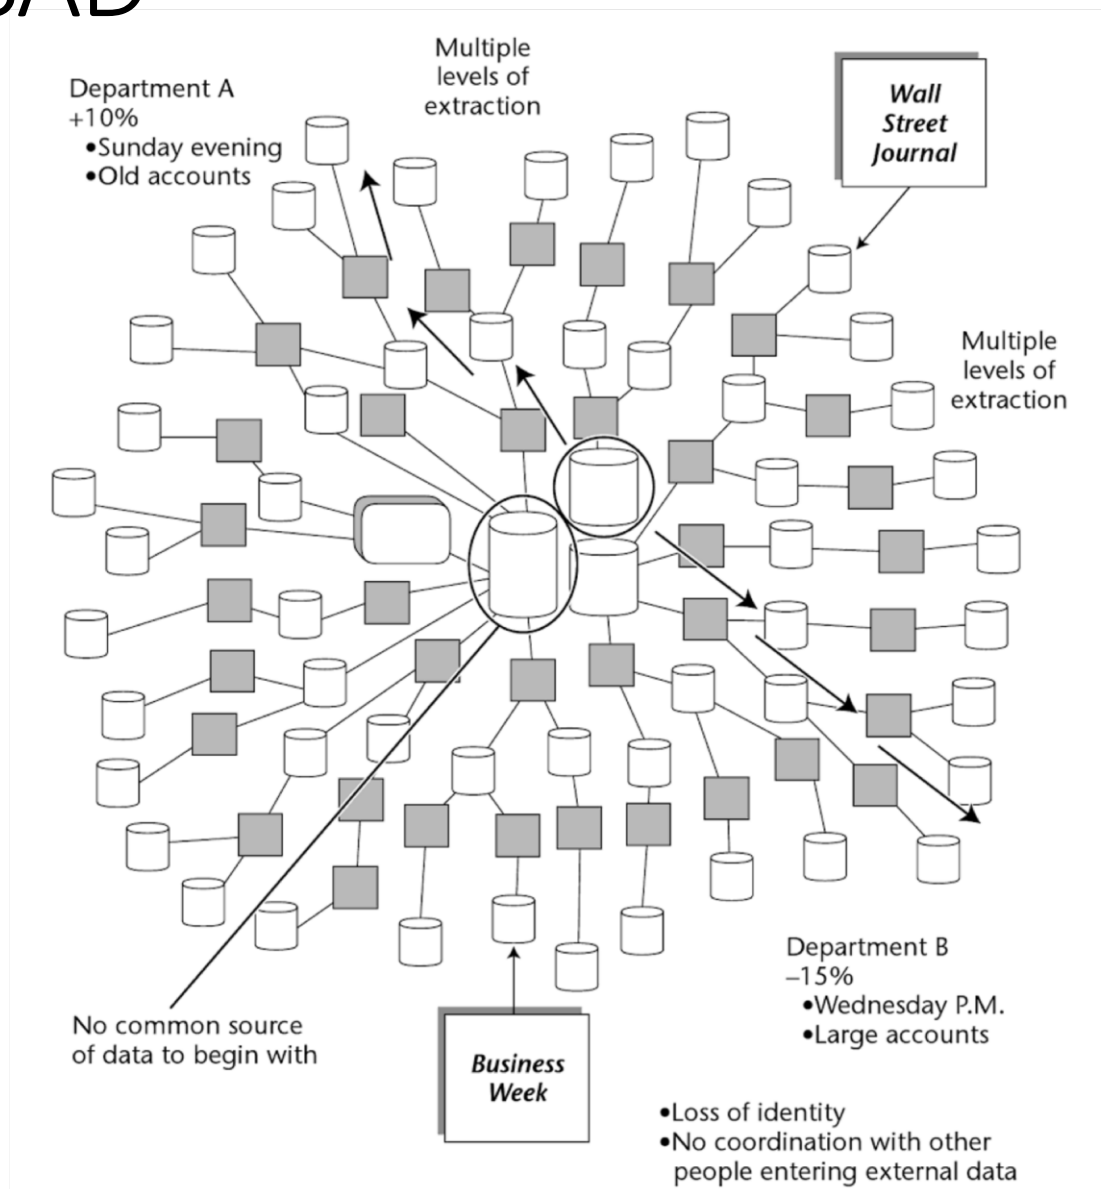 Multiple
levels of
extraction
Department A
+10%
•Sunday evening
•Old accounts
Wall
Street
Journal
Multiple
levels of
extraction
Department B
–15%
•Wednesday P.M.
•Large accounts
No common source
of data to begin with
Business
Week
•Loss of identity
•No coordination with other
people entering external data